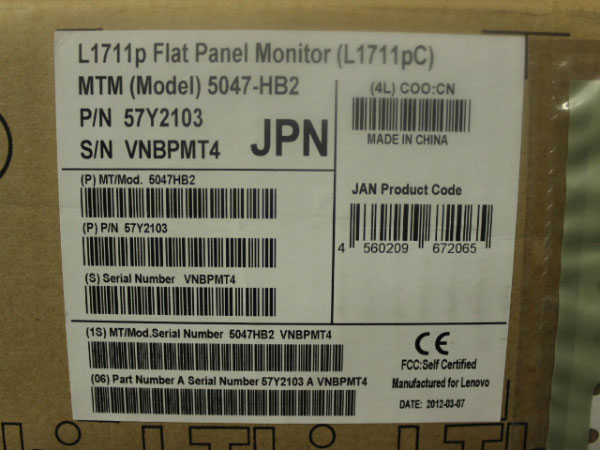 L1711p Flat Panel Monitor (L1711pC)
MTM (Model) 5047-HB2
P/N 57Y2103
S/N VNBPMT4
JPN
(4L) COO:CN
MADE IN CHINA
(P) MT/Mod. 5047HB2
(P) P/N 57Y2103
(S) Serial Number VNBPMT4
JAN Product Code
4 560209 672065
(1S) MT/Mod.Serial Number 5047HB2 VNBPMT4
(06) Part Number A Serial Number 57Y2103 A VNBPMT4
CE
FCC:Self Certified
Manufactured for Lenovo
DATE: 2012-03-07